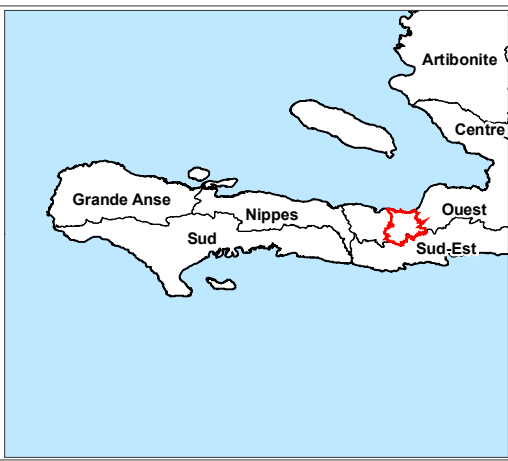 Artibonite
Centre
Grande Anse
Nippes
Ouest
Sud
Sud-Est